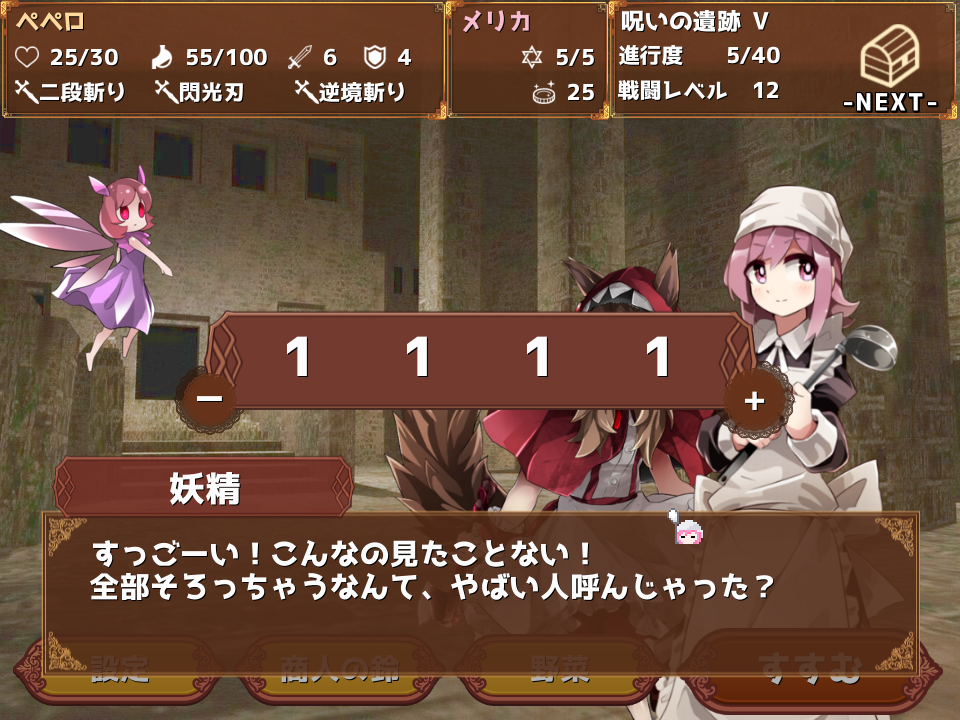 ペペロ
25/30 55/100 6 4
二段斬り 閃光刃 逆境斬り
メリカ
5/5
25
呪いの遺跡 Ⅴ
進行度 5/40
戦闘レベル 12
-NEXT-
1 1 1 1
− +
妖精
すっごーい！こんなの見たことない！
全部そろっちゃうなんて、やばい人呼んじゃった？
設定 商人の鈴 野菜 すすむ